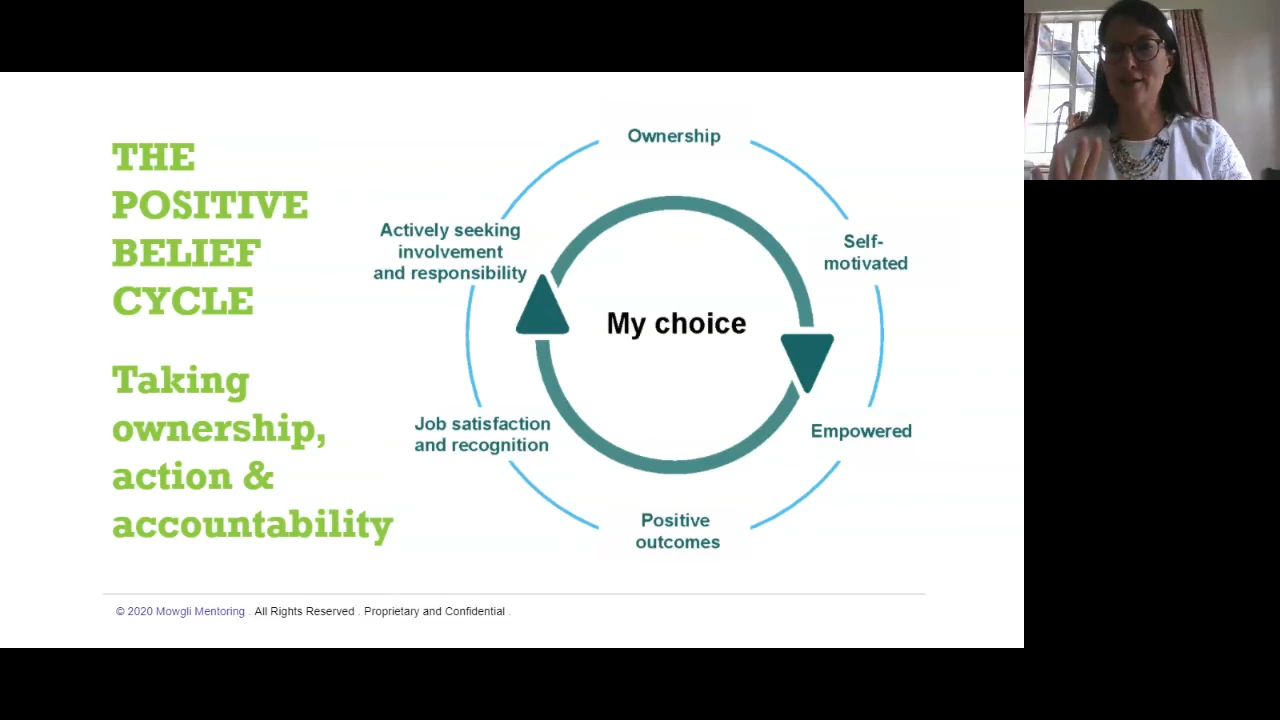 THE
POSITIVE
BELIEF
CYCLE
Taking
ownership,
action &
accountability
Ownership
Self-
motivated
Empowered
Positive
outcomes
Job satisfaction
and recognition
Actively seeking
involvement
and responsibility
My choice
© 2020 Mowgli Mentoring . All Rights Reserved . Proprietary and Confidential .